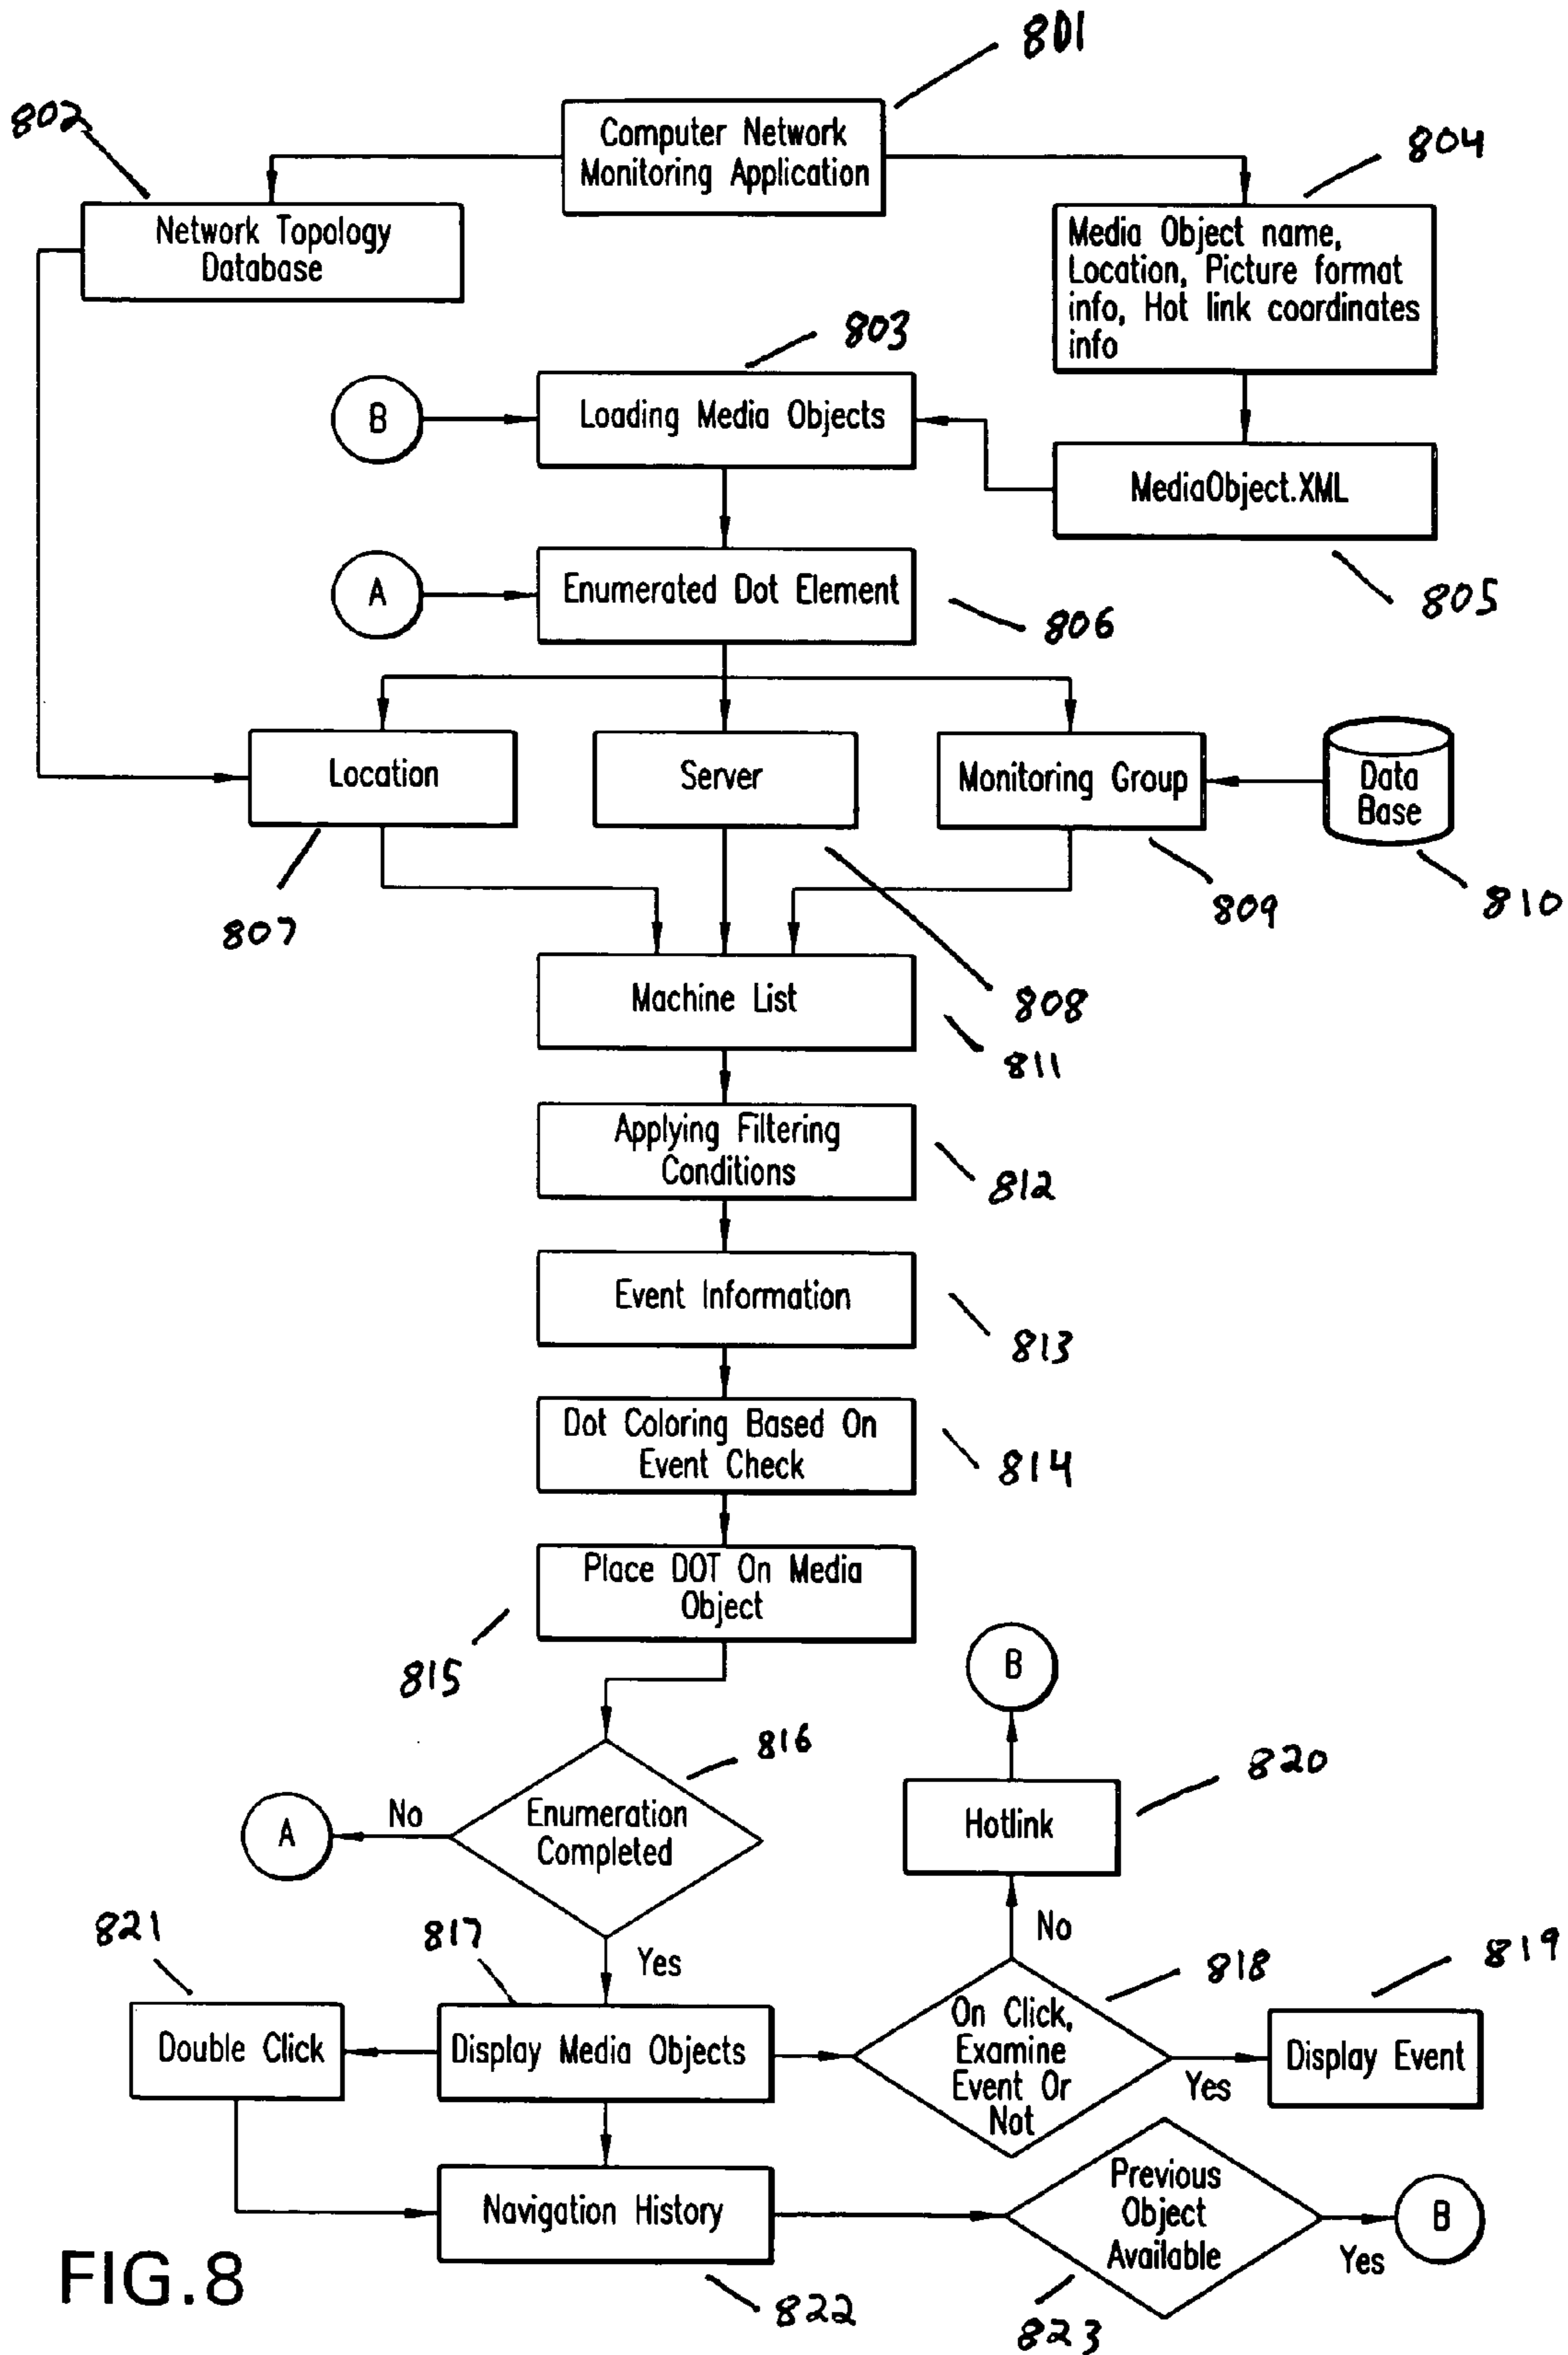 801
802
Computer Network
Monitoring Application
804
Network Topology
Database
Media Object name,
Location, Picture format
info, Hot link coordinates
info
803
B
Loading Media Objects
MediaObject.XML
805
A
Enumerated Dot Element
806
Location
Server
Monitoring Group
Data
Base
807
809
810
Machine List
808
811
Applying Filtering
Conditions
812
Event Information
813
Dot Coloring Based On
Event Check
814
Place DOT On Media
Object
815
B
816
820
Hotlink
A
No
Enumeration
Completed
821
817
Yes
No
818
819
Double Click
Display Media Objects
On Click,
Examine
Event Or
Not
Yes
Display Event
Navigation History
Previous
Object
Available
Yes
B
FIG.8
822
823